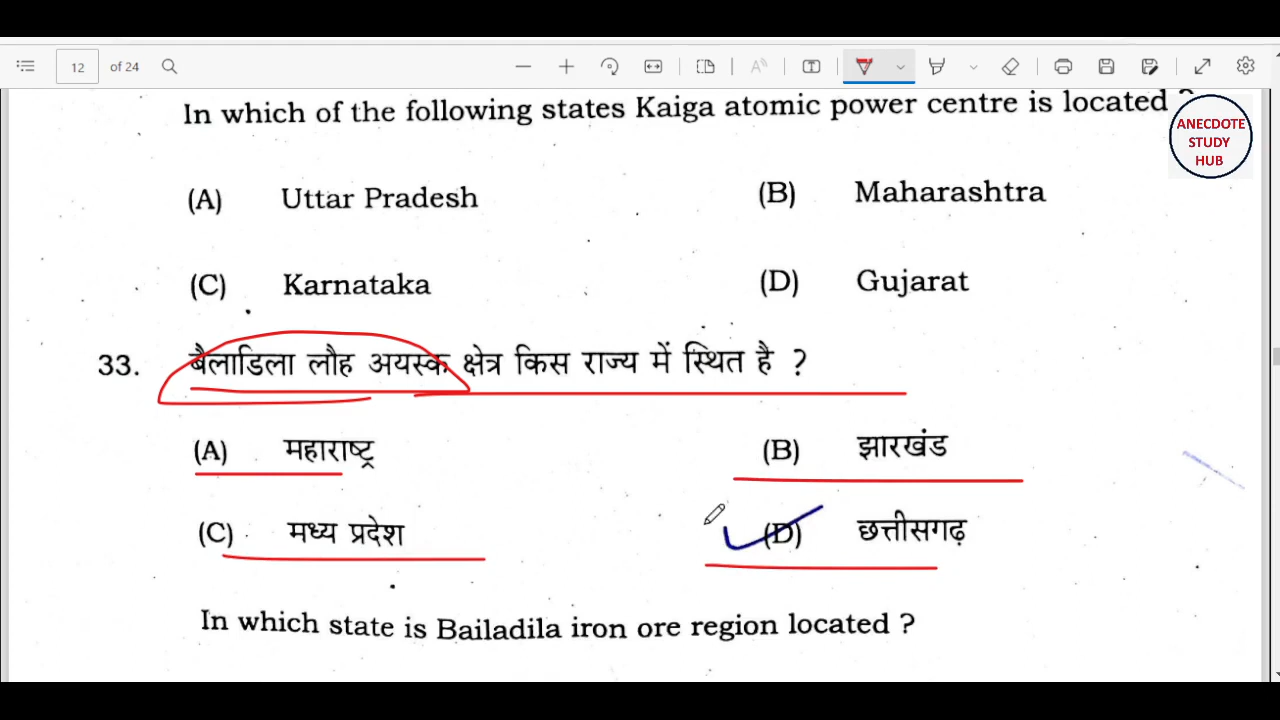 12 of 24
In which of the following states Kaiga atomic power centre is located ?
ANECDOTE
STUDY
HUB
(A) Uttar Pradesh (B) Maharashtra
(C) Karnataka (D) Gujarat
33. बैलाडिला लौह अयस्क क्षेत्र किस राज्य में स्थित है ?
(A) महाराष्ट्र (B) झारखंड
(C) मध्य प्रदेश (D) छत्तीसगढ़
In which state is Bailadila iron ore region located ?